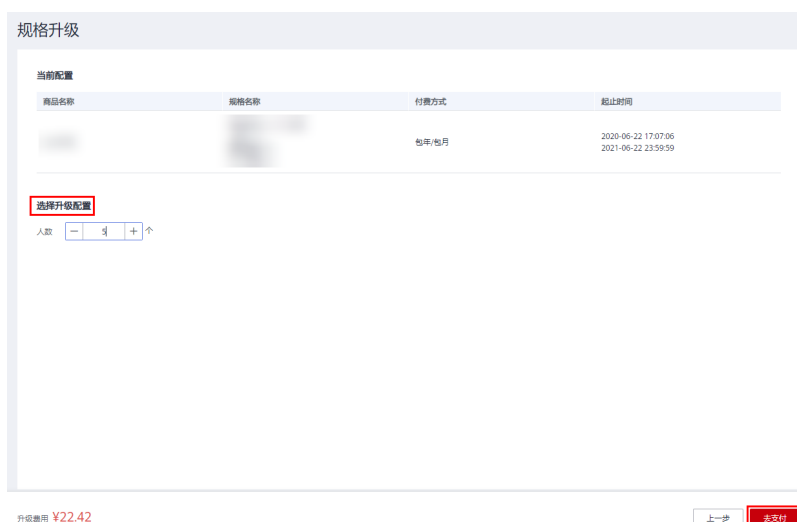 规格升级
当前配置
商品名称 规格名称 付费方式 起止时间
包年/包月
2020-06-22 17:07:06
2021-06-22 23:59:59
选择升级配置
人数 － 5 ＋ 个
升级费用 ¥22.42
上一步 去支付